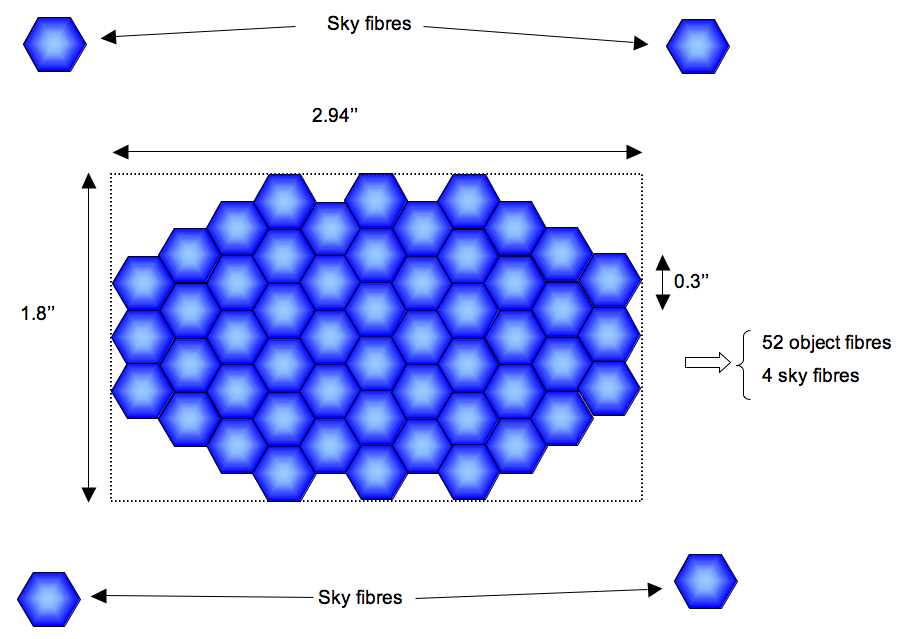 Sky fibres
2.94’’
1.8’’
0.3’’
52 object fibres
4 sky fibres
Sky fibres